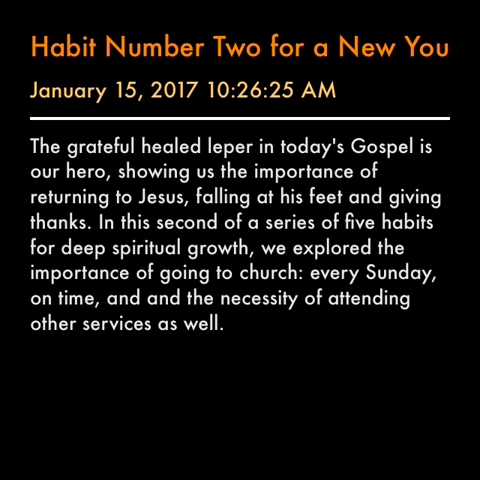 Habit Number Two for a New You
January 15, 2017 10:26:25 AM
The grateful healed leper in today's Gospel is
our hero, showing us the importance of
returning to Jesus, falling at his feet and giving
thanks. In this second of a series of five habits
for deep spiritual growth, we explored the
importance of going to church: every Sunday,
on time, and and the necessity of attending
other services as well.